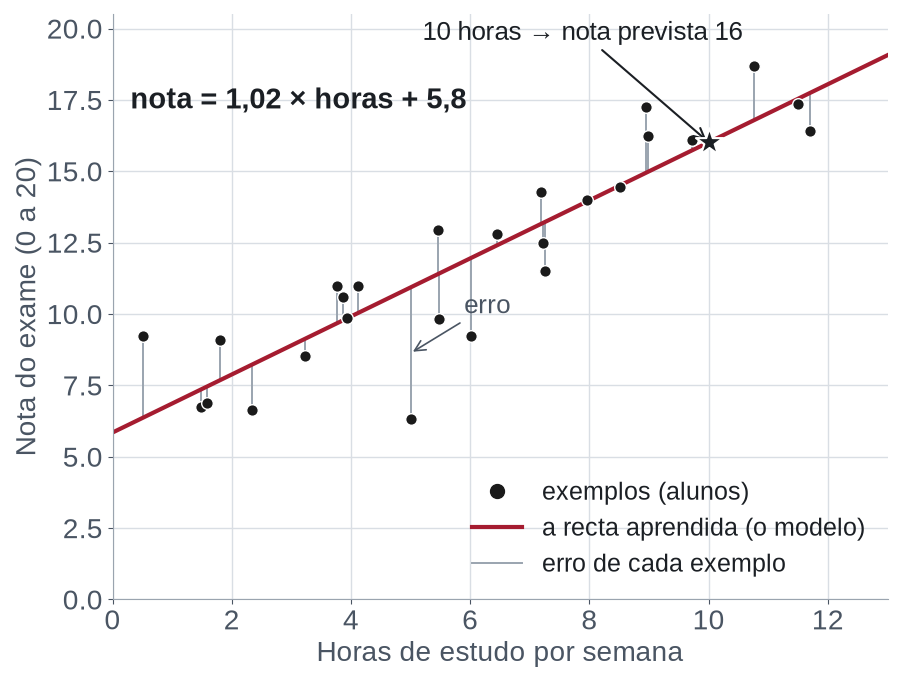 10 horas → nota prevista 16
nota = 1,02 × horas + 5,8
Nota do exame (0 a 20)
20.0
17.5
15.0
12.5
10.0
7.5
5.0
2.5
0.0
erro
exemplos (alunos)
a recta aprendida (o modelo)
erro de cada exemplo
0 2 4 6 8 10 12
Horas de estudo por semana